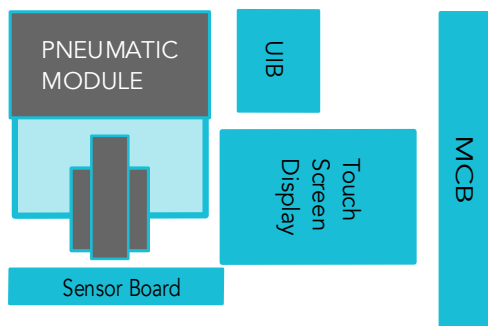 PNEUMATIC
MODULE
UIB
Touch
Screen
Display
MCB
Sensor Board